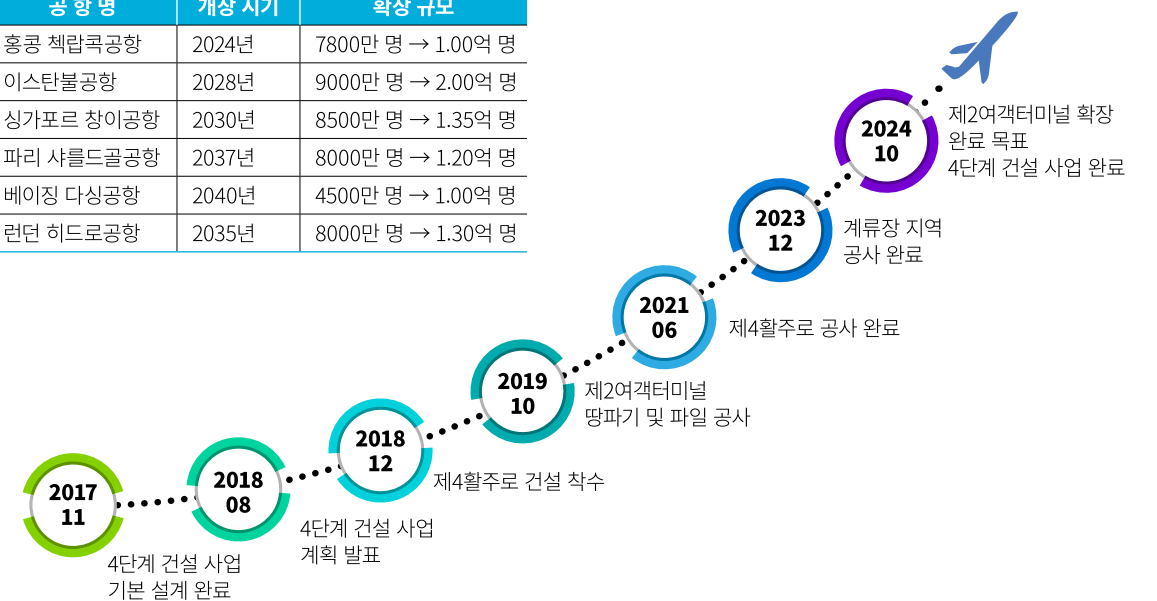 공 항 명 개장 시기 확장 규모
홍콩 첵랍콕공항 2024년 7800만 명 → 1.00억 명
이스탄불공항 2028년 9000만 명 → 2.00억 명
싱가포르 창이공항 2030년 8500만 명 → 1.35억 명
파리 샤를드골공항 2037년 8000만 명 → 1.20억 명
베이징 다싱공항 2040년 4500만 명 → 1.00억 명
런던 히드로공항 2035년 8000만 명 → 1.30억 명
2017
11
4단계 건설 사업
기본 설계 완료
2018
08
4단계 건설 사업
계획 발표
2018
12
제4활주로 건설 착수
2019
10
제2여객터미널
땅파기 및 파일 공사
2021
06
제4활주로 공사 완료
2023
12
계류장 지역
공사 완료
2024
10
제2여객터미널 확장
완료 목표
4단계 건설 사업 완료